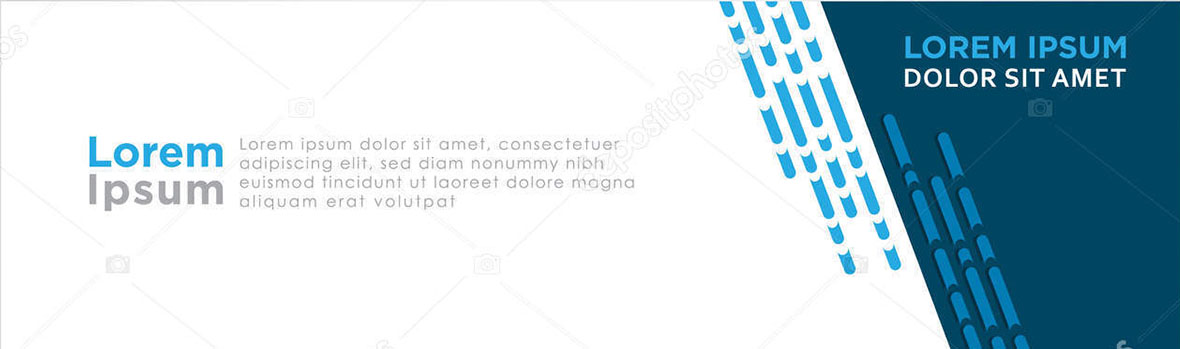 Lorem
Ipsum
Lorem ipsum dolor sit amet, consectetuer
adipiscing elit, sed diam nonummy nibh
euismod tincidunt ut laoreet dolore magna
aliquam erat volutpat
LOREM IPSUM
DOLOR SIT AMET
depositphotos